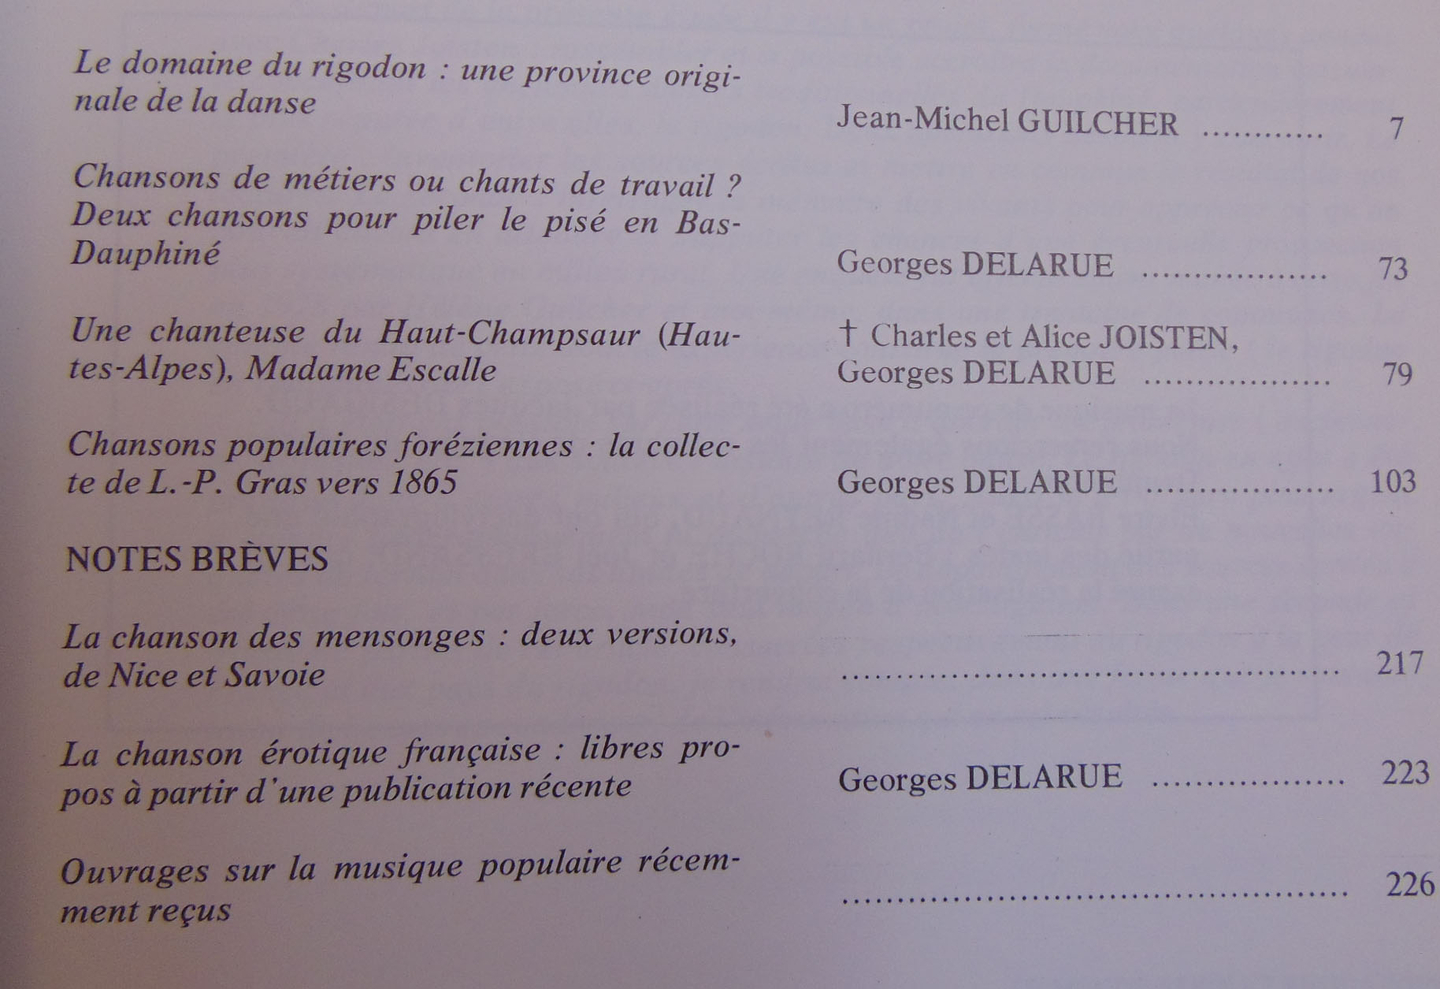 Le domaine du rigodon : une province origi-
nale de la danse
Jean-Michel GUILCHER ............ 7
Chansons de métiers ou chants de travail ?
Deux chansons pour piler le pisé en Bas-
Dauphiné
Georges DELARUE .................. 73
Une chanteuse du Haut-Champsaur (Hau-
tes-Alpes), Madame Escalle
† Charles et Alice JOISTEN,
Georges DELARUE .................. 79
Chansons populaires foréziennes : la collec-
te de L.-P. Gras vers 1865
Georges DELARUE .................. 103
NOTES BRÈVES
La chanson des mensonges : deux versions,
de Nice et Savoie
................................................ 217
La chanson érotique française : libres pro-
pos à partir d'une publication récente
Georges DELARUE .................. 223
Ouvrages sur la musique populaire récem-
ment reçus
................................................ 226